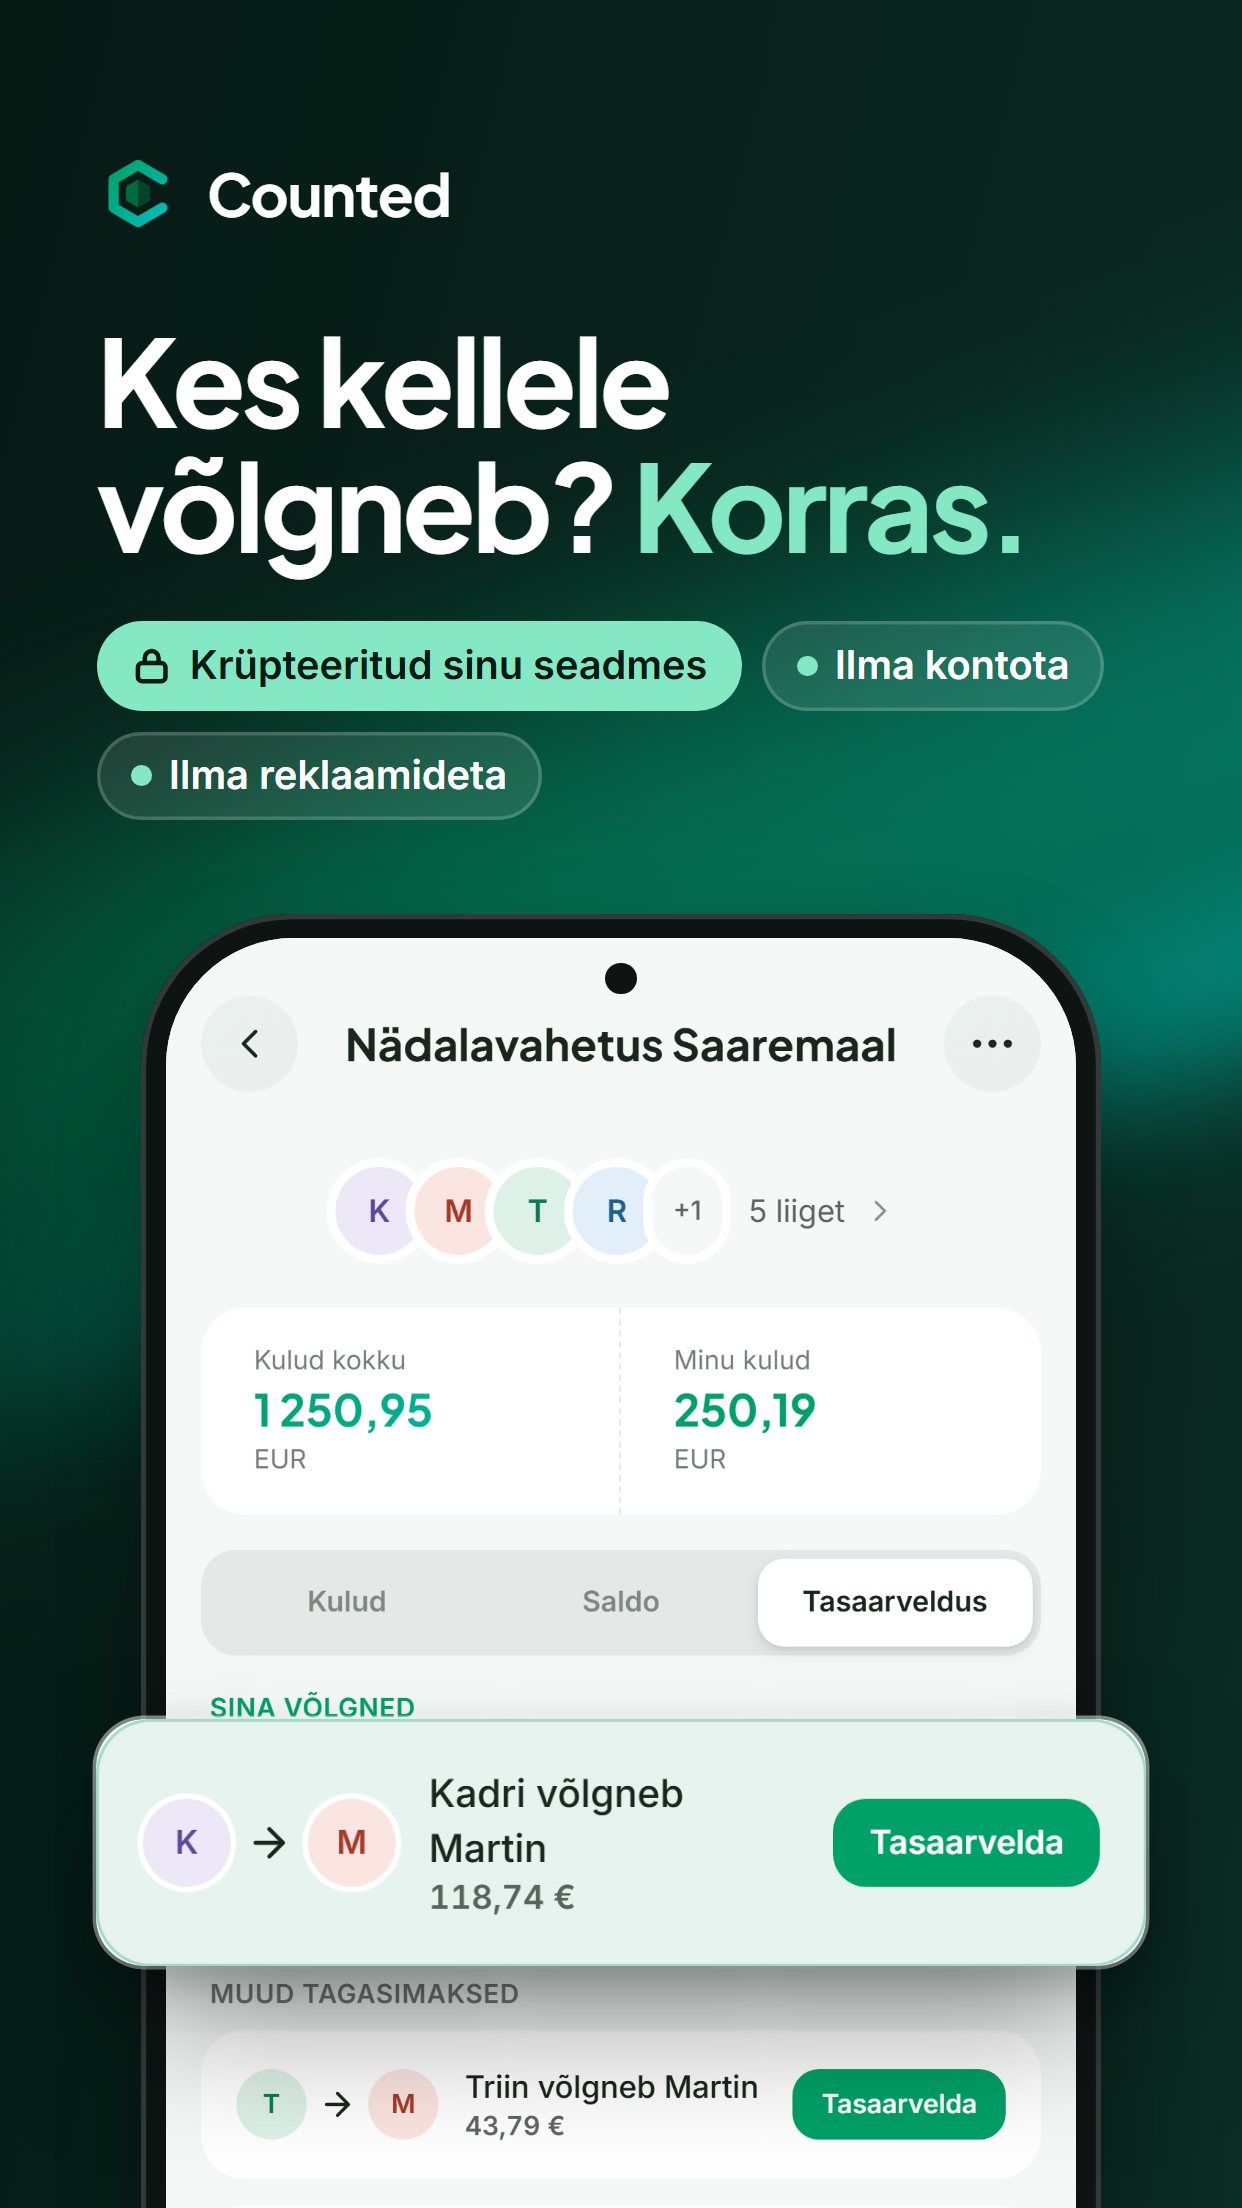 Counted
Kes kellele
võlgneb? Korras.
Krüpteeritud sinu seadmes
Ilma kontota
Ilma reklaamideta
Nädalavahetus Saaremaal
K M T R +1 5 liiget
Kulud kokku
1 250,95
EUR
Minu kulud
250,19
EUR
Kulud Saldo Tasaarveldus
SINA VÕLGNED
K → M
Kadri võlgneb
Martin
118,74 €
Tasaarvelda
MUUD TAGASIMAKSED
T → M
Triin võlgneb Martin
43,79 €
Tasaarvelda